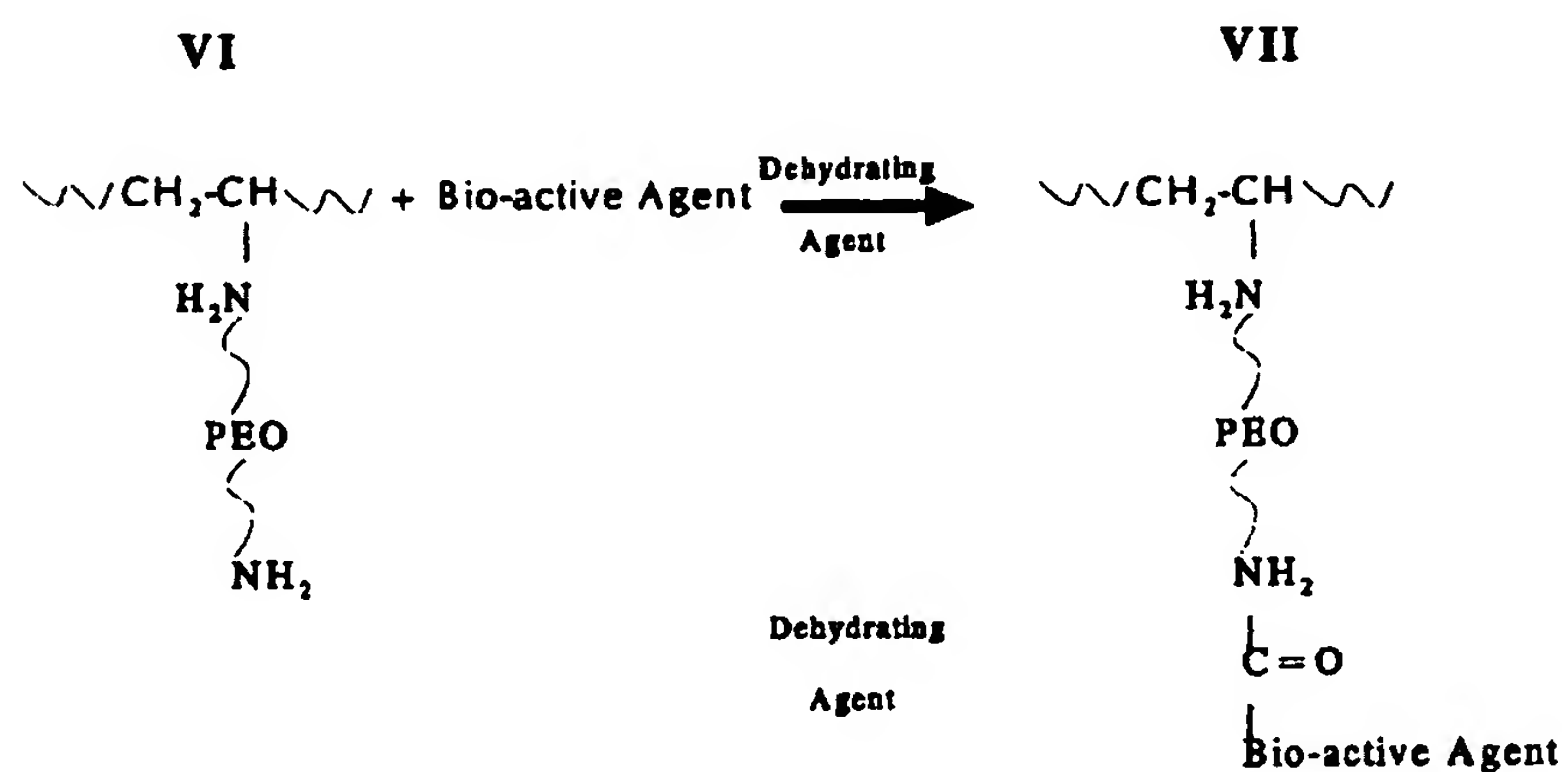 VI VII
CH₂-CH + Bio-active Agent Dehydrating Agent CH₂-CH
H₂N H₂N
PEO PEO
NH₂ NH₂
Dehydrating
Agent
C=O
Bio-active Agent